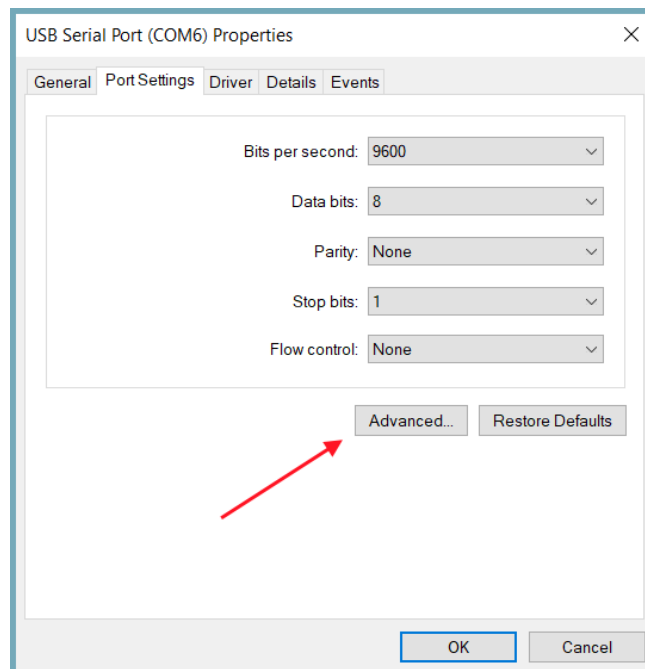 USB Serial Port (COM6) Properties
General Port Settings Driver Details Events
Bits per second: 9600
Data bits: 8
Parity: None
Stop bits: 1
Flow control: None
Advanced... Restore Defaults
OK Cancel